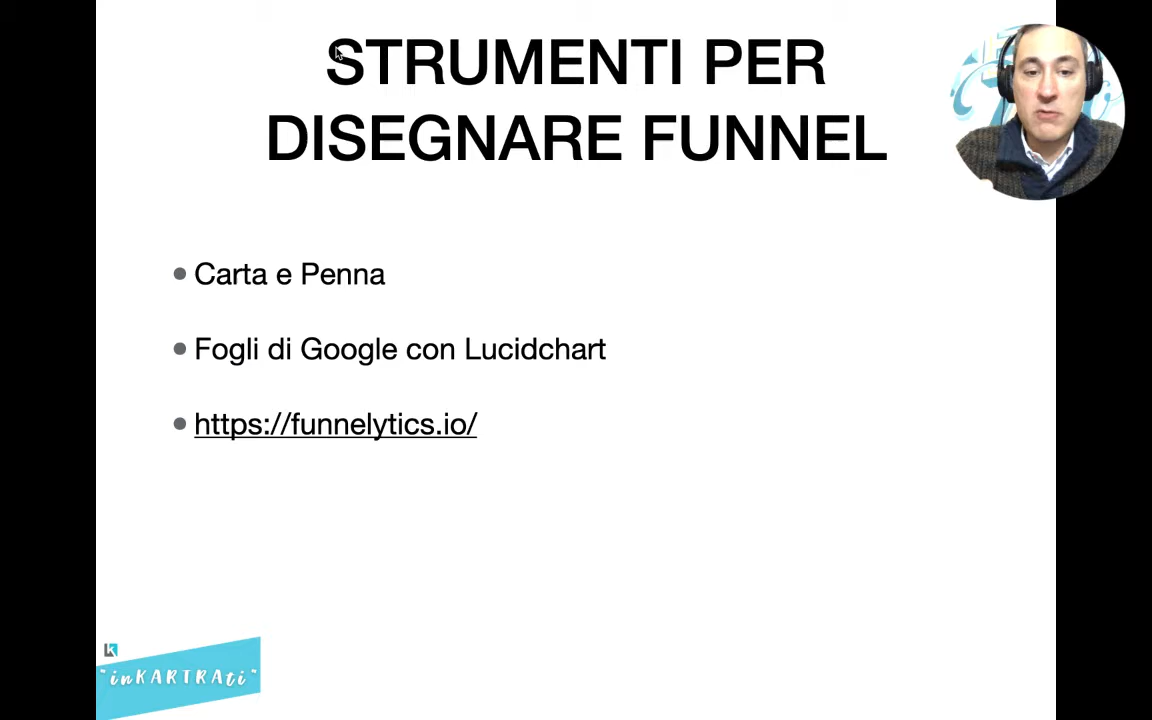 STRUMENTI PER
DISEGNARE FUNNEL
Carta e Penna
Fogli di Google con Lucidchart
https://funnelytics.io/
"inKARTRAti"